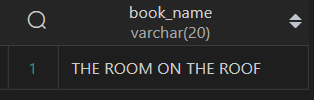 book_name
varchar(20)
1 THE ROOM ON THE ROOF